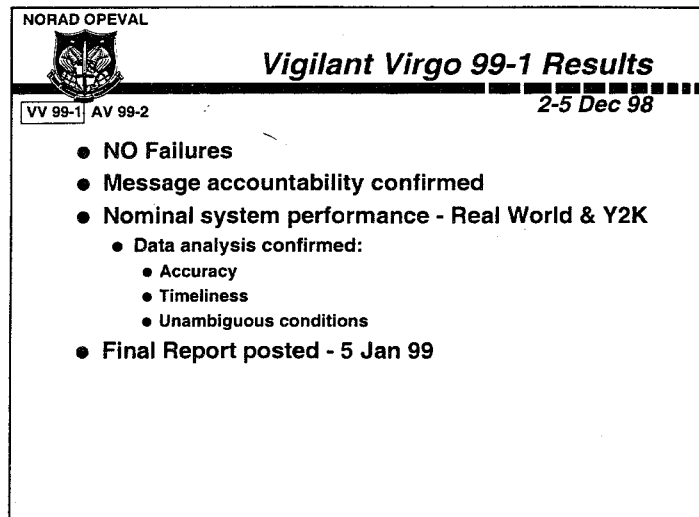 NORAD OPEVAL
Vigilant Virgo 99-1 Results
VV 99-1 AV 99-2
2-5 Dec 98
● NO Failures
● Message accountability confirmed
● Nominal system performance - Real World & Y2K
● Data analysis confirmed:
● Accuracy
● Timeliness
● Unambiguous conditions
● Final Report posted - 5 Jan 99